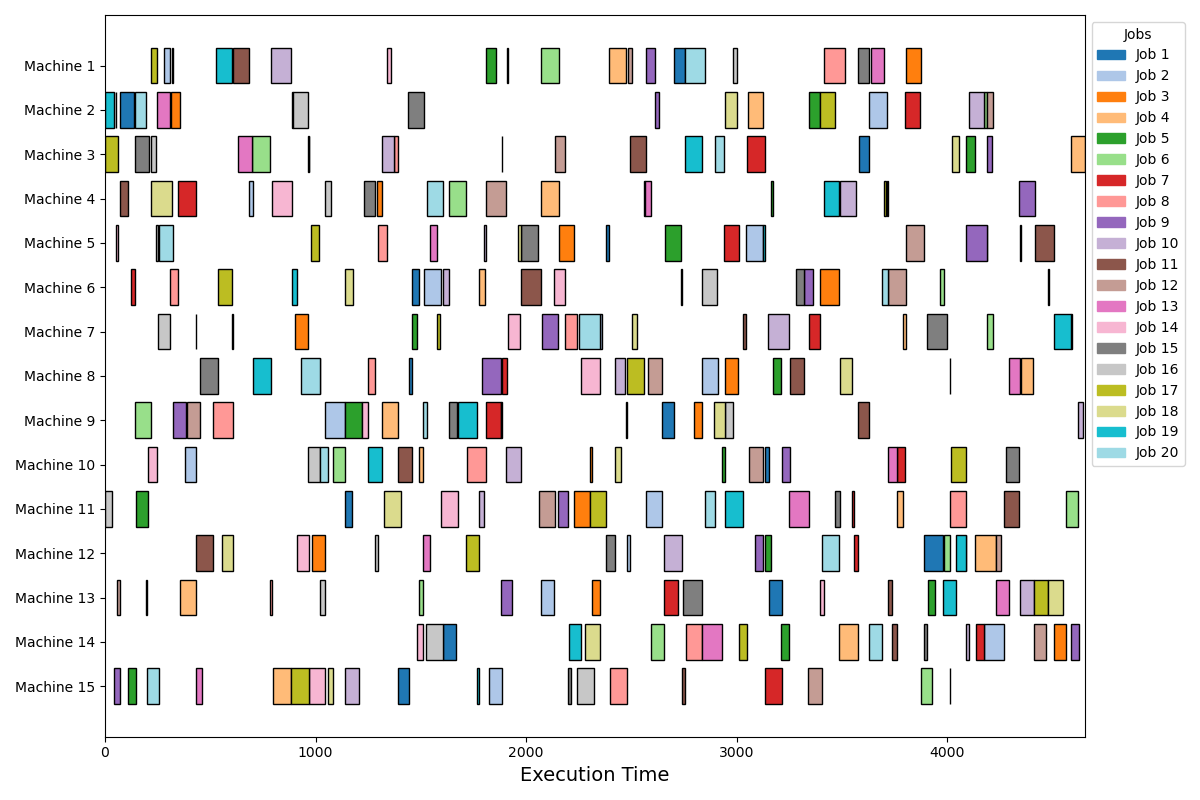 Machine 1
Machine 2
Machine 3
Machine 4
Machine 5
Machine 6
Machine 7
Machine 8
Machine 9
Machine 10
Machine 11
Machine 12
Machine 13
Machine 14
Machine 15
0 1000 2000 3000 4000
Execution Time
Jobs
Job 1
Job 2
Job 3
Job 4
Job 5
Job 6
Job 7
Job 8
Job 9
Job 10
Job 11
Job 12
Job 13
Job 14
Job 15
Job 16
Job 17
Job 18
Job 19
Job 20